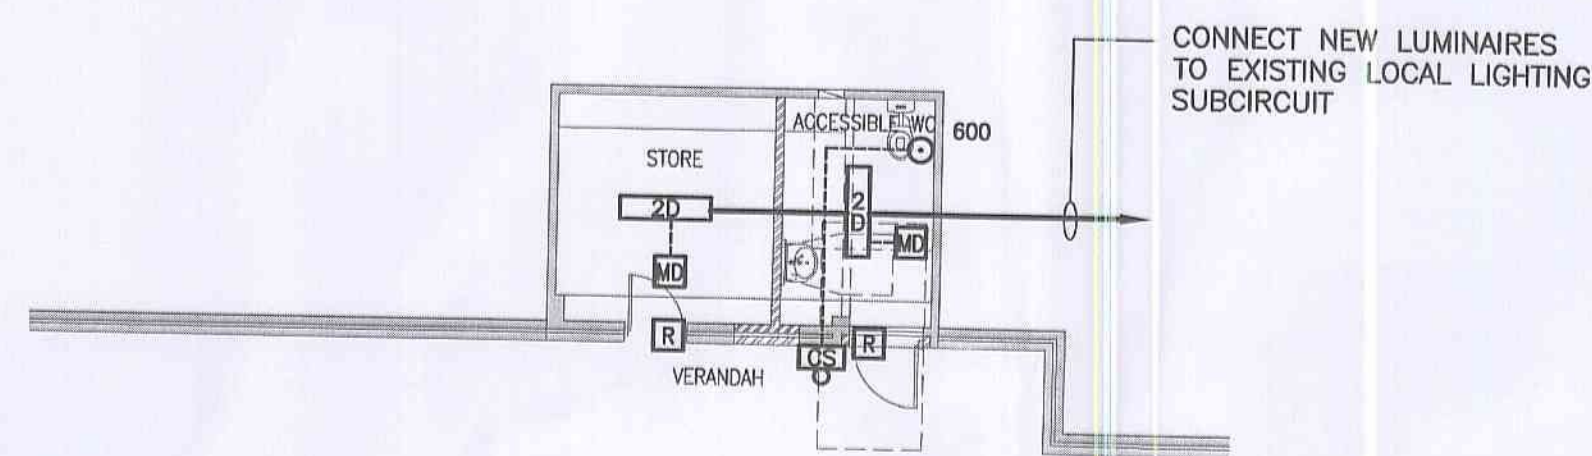 CONNECT NEW LUMINAIRES
TO EXISTING LOCAL LIGHTING
SUBCIRCUIT
ACCESSIBLE WC
600
STORE
2D
2
D
MD
MD
R
R
CS
VERANDAH